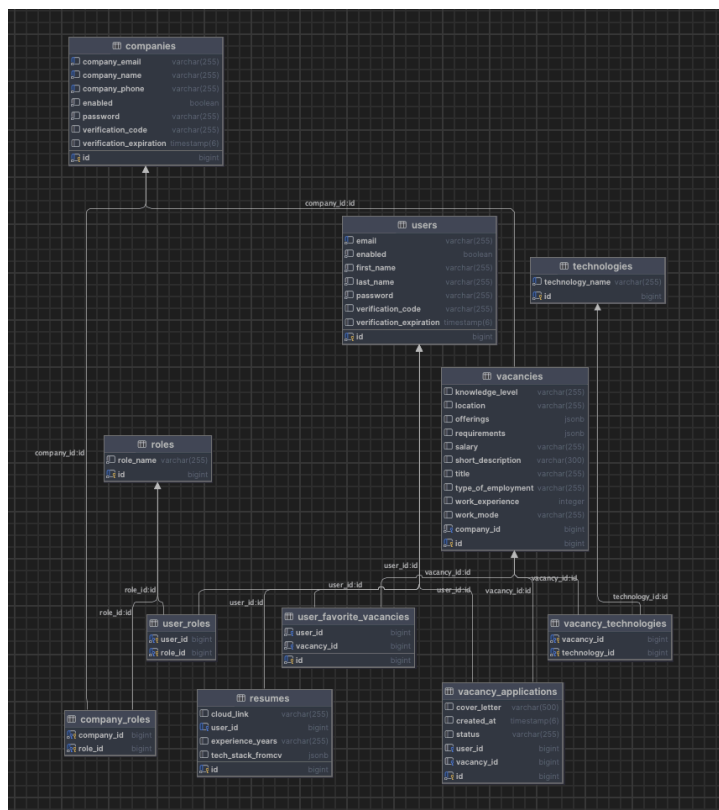 companies
company_email varchar(255)
company_name varchar(255)
company_phone varchar(255)
enabled boolean
password varchar(255)
verification_code varchar(255)
verification_expiration timestamp(6)
id bigint
company_id:id
users
email varchar(255)
enabled boolean
first_name varchar(255)
last_name varchar(255)
password varchar(255)
verification_code varchar(255)
verification_expiration timestamp(6)
id bigint
technologies
technology_name varchar(255)
id bigint
vacancies
knowledge_level varchar(255)
location varchar(255)
offerings jsonb
requirements jsonb
salary varchar(255)
short_description varchar(300)
title varchar(255)
type_of_employment varchar(255)
work_experience integer
work_mode varchar(255)
company_id bigint
id bigint
roles
role_name varchar(255)
id bigint
company_id:id
user_id:id
vacancy_id:id
vacancy_id:id
role_id:id
user_id:id
user_id:id
vacancy_id:id
technology_id:id
user_id:id
role_id:id
user_roles
user_id bigint
role_id bigint
user_favorite_vacancies
user_id bigint
vacancy_id bigint
id bigint
vacancy_technologies
vacancy_id bigint
technology_id bigint
company_roles
company_id bigint
role_id bigint
resumes
cloud_link varchar(255)
user_id bigint
experience_years varchar(255)
tech_stack_fromcv jsonb
id bigint
vacancy_applications
cover_letter varchar(500)
created_at timestamp(6)
status varchar(255)
user_id bigint
vacancy_id bigint
id bigint